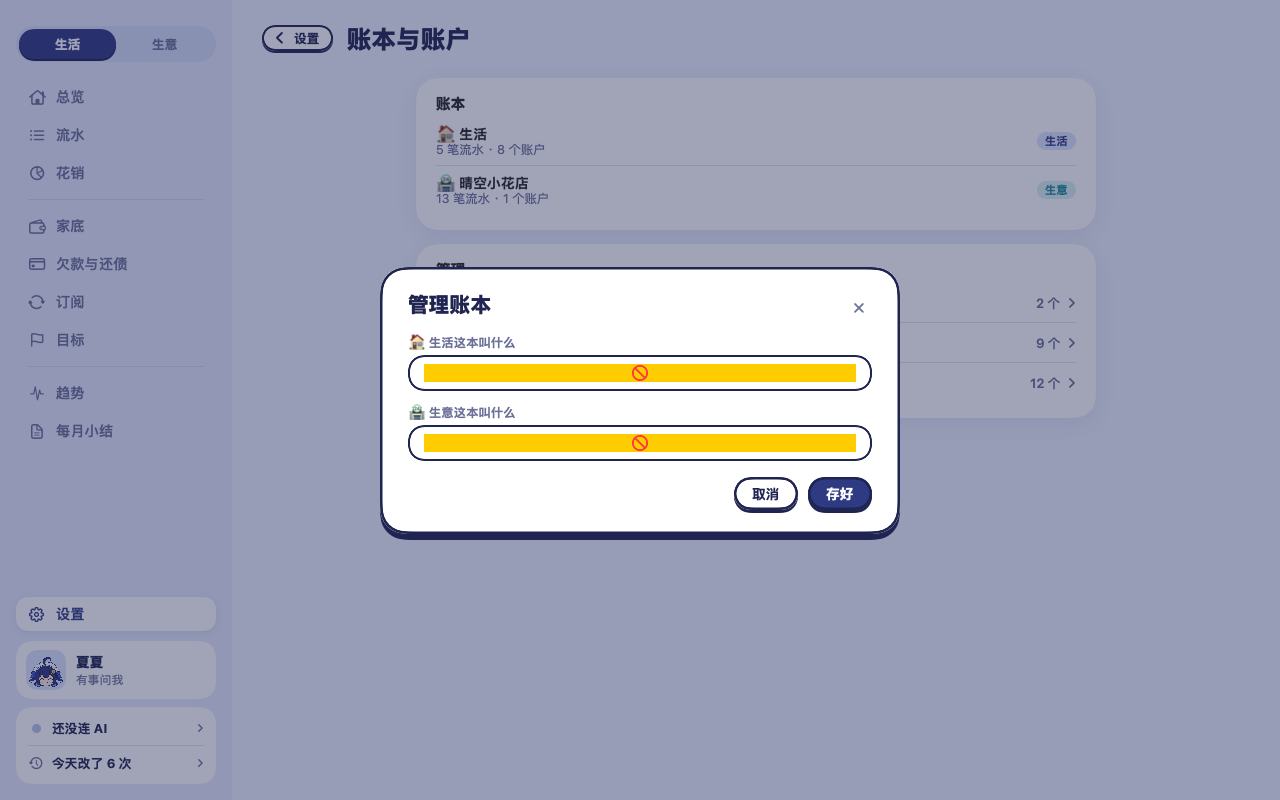 生活
生意
总览
流水
花销
家底
欠款与还债
订阅
目标
趋势
每月小结
设置
夏夏
有事问我
还没连 AI
今天改了 6 次
设置
账本与账户
账本
生活
5 笔流水 · 8 个账户
生活
晴空小花店
13 笔流水 · 1 个账户
生意
管理
2 个
9 个
12 个
管理账本
生活这本叫什么
生意这本叫什么
取消
存好